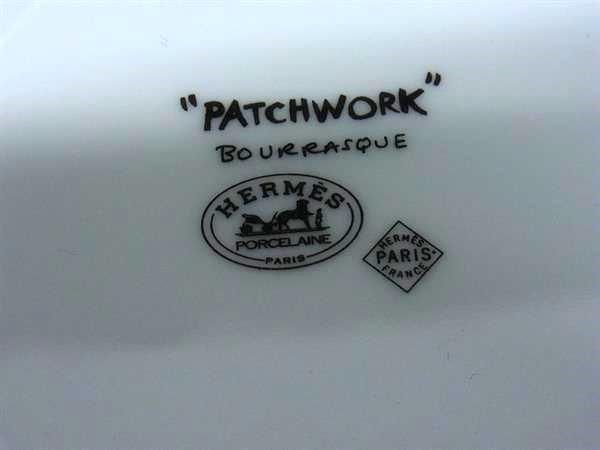 "PATCHWORK"
BOURRASQUE
HERMÈS
PORCELAINE
PARIS
HERMÈS
PARIS
FRANCE